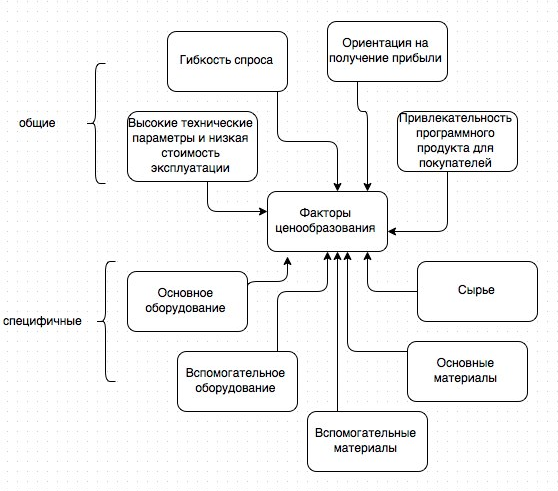 Гибкость спроса
Ориентация на
получение прибыли
общие
Высокие технические
параметры и низкая
стоимость
эксплуатации
Привлекательность
программного
продукта для
покупателей
Факторы
ценообразования
специфичные
Основное
оборудование
Сырье
Вспомогательное
оборудование
Основные
материалы
Вспомогательные
материалы